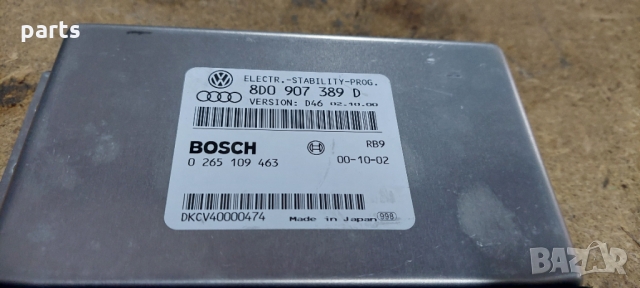 parts
ELECTR.-STABILITY-PROG.
8D0 907 389 D
VERSION: D46 02.10.00
BOSCH
RB9
0 265 109 463
00-10-02
DKCV40000474
Made in Japan
BAZAR